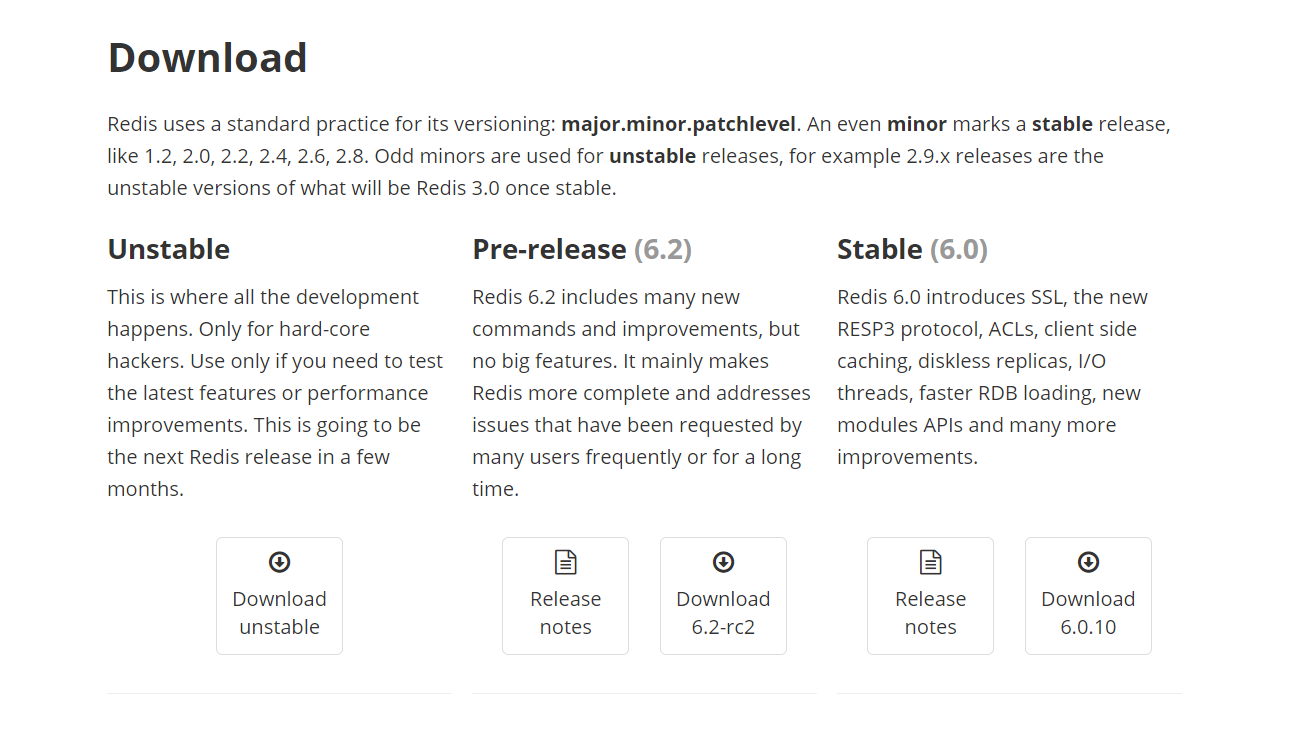 Download
Redis uses a standard practice for its versioning: major.minor.patchlevel. An even minor marks a stable release,
like 1.2, 2.0, 2.2, 2.4, 2.6, 2.8. Odd minors are used for unstable releases, for example 2.9.x releases are the
unstable versions of what will be Redis 3.0 once stable.
Unstable
This is where all the development
happens. Only for hard-core
hackers. Use only if you need to test
the latest features or performance
improvements. This is going to be
the next Redis release in a few
months.
Download
unstable
Pre-release (6.2)
Redis 6.2 includes many new
commands and improvements, but
no big features. It mainly makes
Redis more complete and addresses
issues that have been requested by
many users frequently or for a long
time.
Release
notes
Download
6.2-rc2
Stable (6.0)
Redis 6.0 introduces SSL, the new
RESP3 protocol, ACLs, client side
caching, diskless replicas, I/O
threads, faster RDB loading, new
modules APIs and many more
improvements.
Release
notes
Download
6.0.10